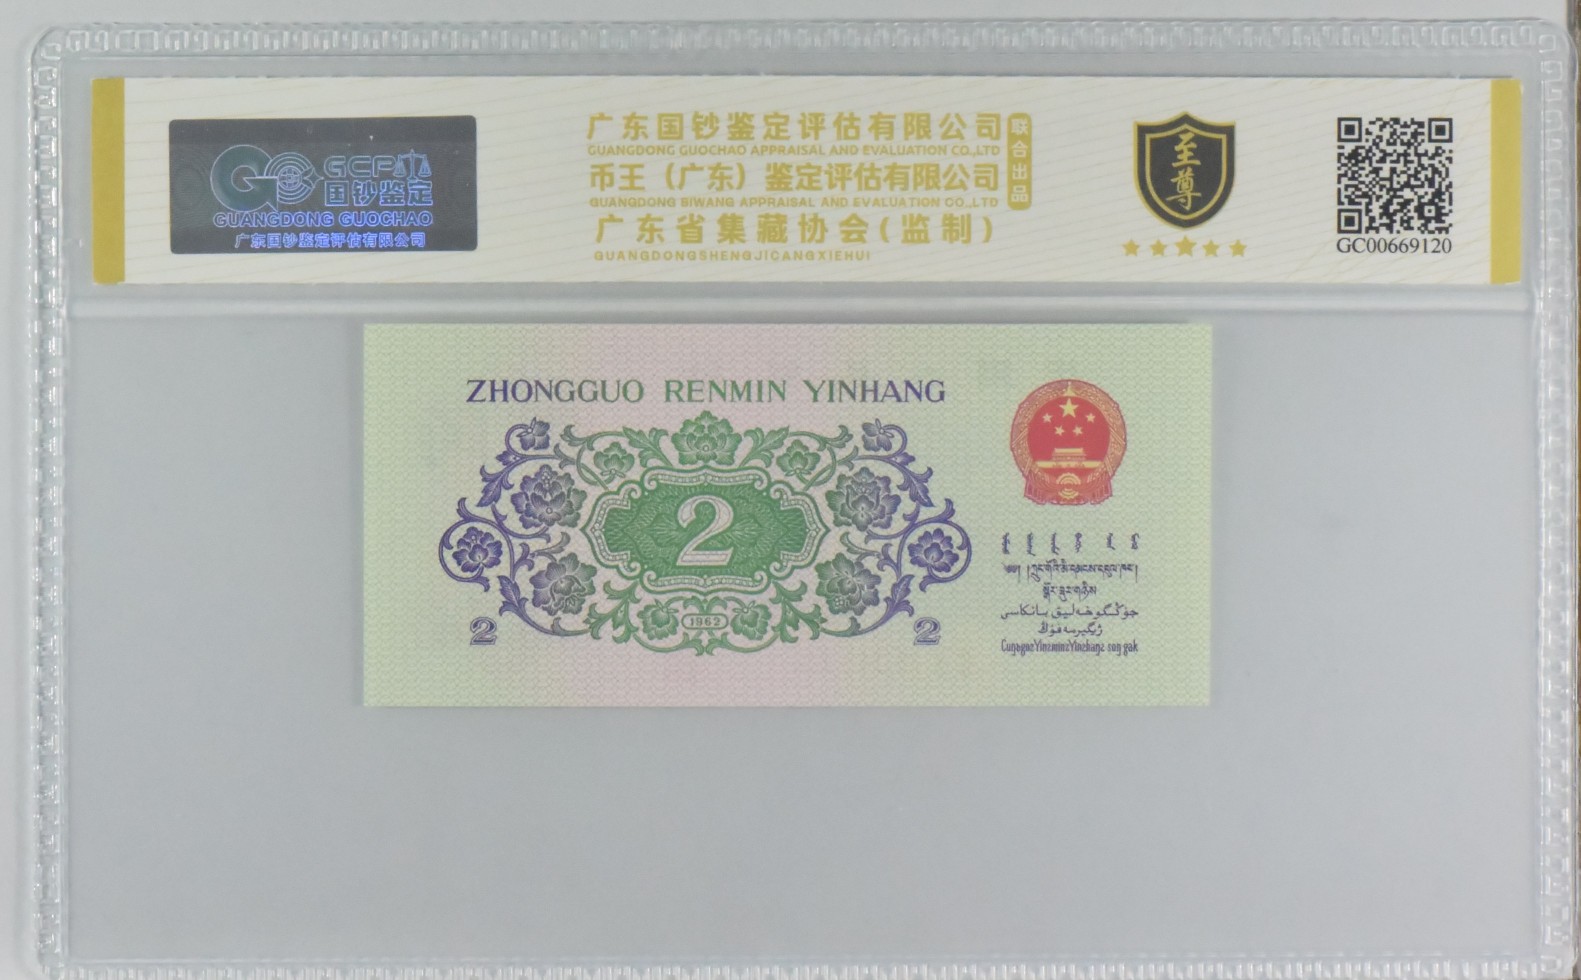 GC GCP
国钞鉴定
GUANGDONG GUOCHAO
广东国钞鉴定评估有限公司
广东国钞鉴定评估有限公司
GUANGDONG GUOCHAO APPRAISAL AND EVALUATION CO.,LTD
币王（广东）鉴定评估有限公司
GUANGDONG BIWANG APPRAISAL AND EVALUATION CO.,LTD
广东省集藏协会(监制)
GUANGDONGSHENGJICANGXIEHUI
联合出品
至尊
GC00669120
ZHONGGUO RENMIN YINHANG
2
1962
2
2